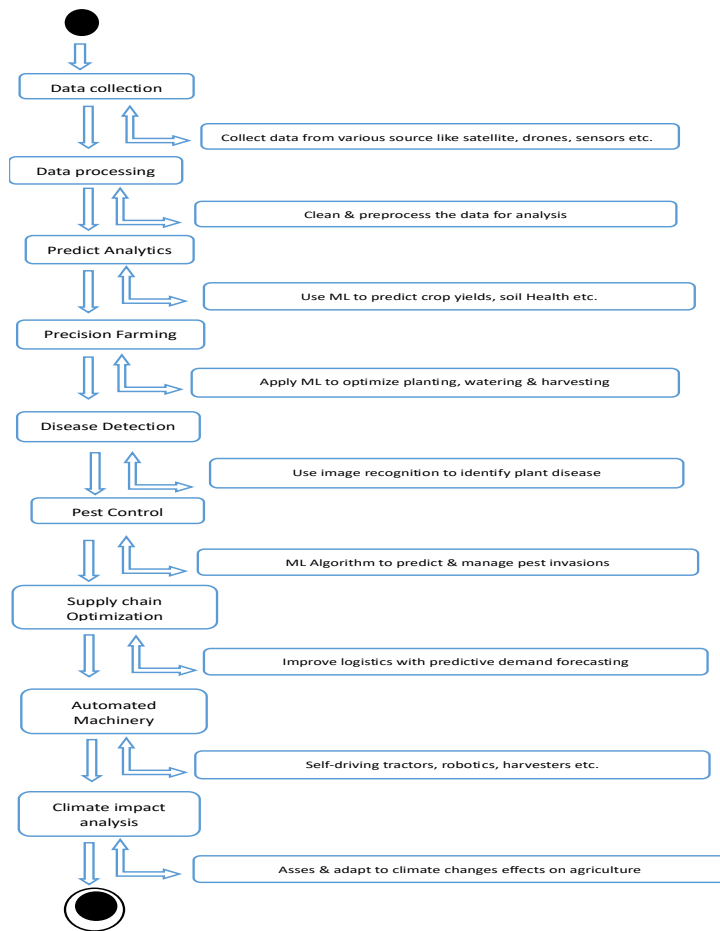 Data collection
Collect data from various source like satellite, drones, sensors etc.
Data processing
Clean & preprocess the data for analysis
Predict Analytics
Use ML to predict crop yields, soil Health etc.
Precision Farming
Apply ML to optimize planting, watering & harvesting
Disease Detection
Use image recognition to identify plant disease
Pest Control
ML Algorithm to predict & manage pest invasions
Supply chain
Optimization
Improve logistics with predictive demand forecasting
Automated
Machinery
Self-driving tractors, robotics, harvesters etc.
Climate impact
analysis
Asses & adapt to climate changes effects on agriculture